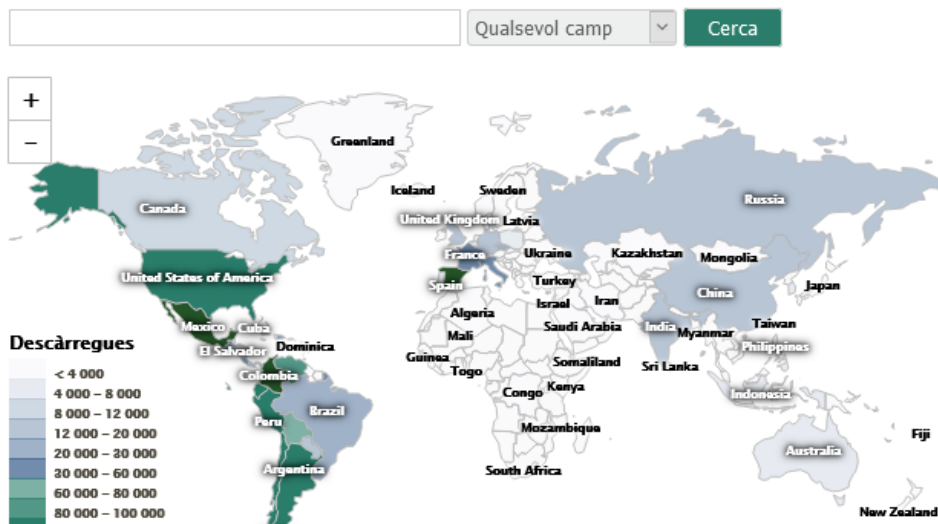 Qualsevol camp
Cerca
+
−
Greenland
Iceland
Sweden
Russia
Canada
United Kingdom
Latvia
France
Ukraine
Kazakhstan
Mongolia
United States of America
Spain
Turkey
China
Japan
Israel
Iran
Mexico
Cuba
Algeria
Saudi Arabia
India
Myanmar
Taiwan
Mali
Descàrregues
El Salvador
Dominica
Guinea
Somaliland
Sri Lanka
Philippines
Togo
Colombia
Kenya
Congo
Indonesia
Brazil
Peru
Mozambique
Fiji
Australia
Argentina
South Africa
New Zealand
< 4 000
4 000 – 8 000
8 000 – 12 000
12 000 – 20 000
20 000 – 30 000
30 000 – 60 000
60 000 – 80 000
80 000 – 100 000